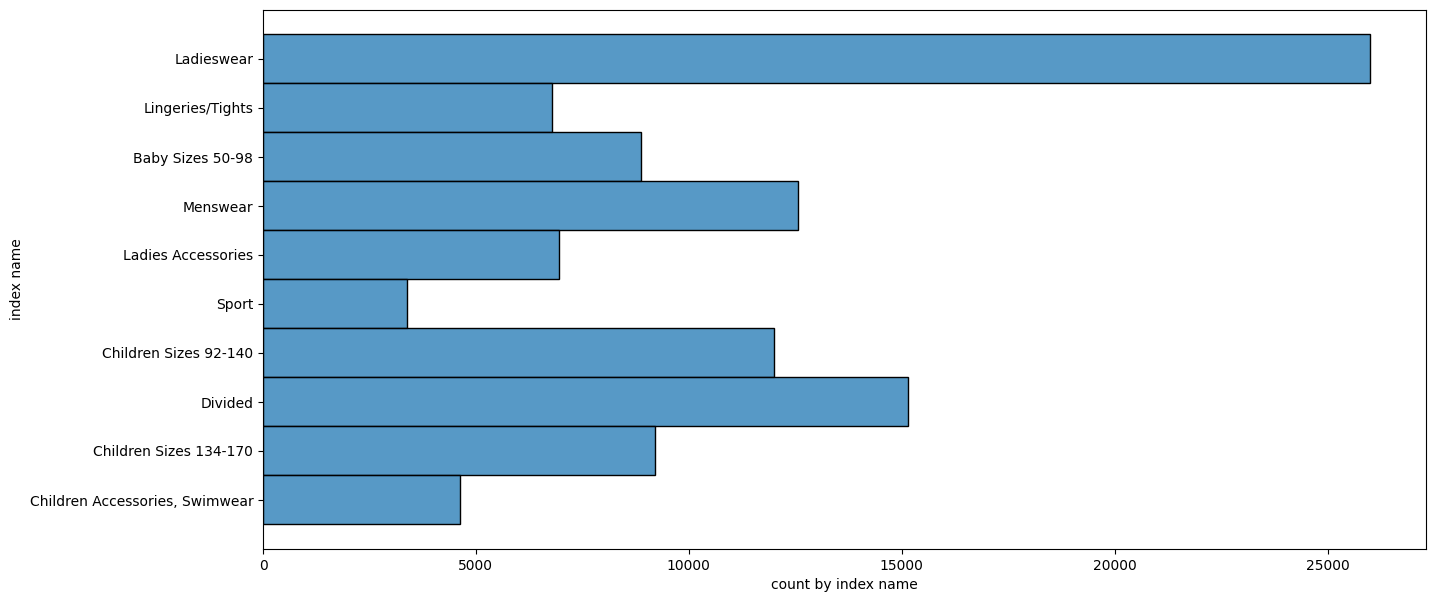 index name
Ladieswear
Lingeries/Tights
Baby Sizes 50-98
Menswear
Ladies Accessories
Sport
Children Sizes 92-140
Divided
Children Sizes 134-170
Children Accessories, Swimwear
0 5000 10000 15000 20000 25000
count by index name